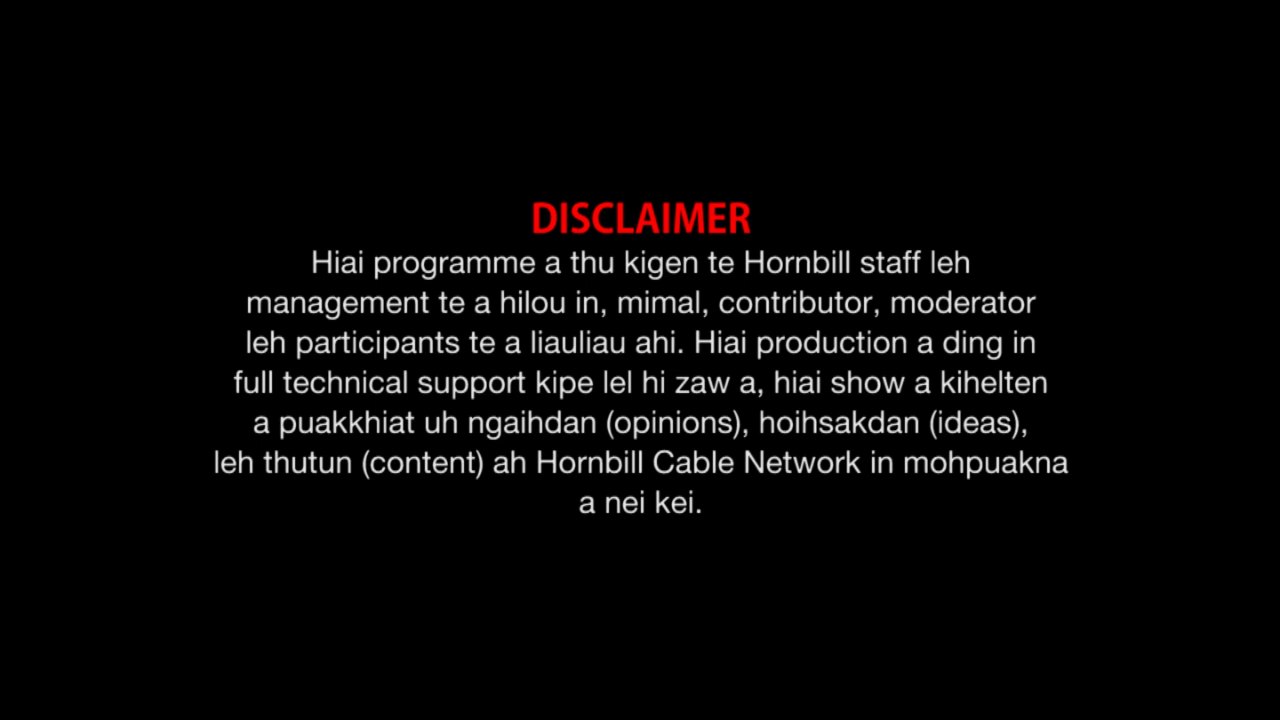 DISCLAIMER
Hiai programme a thu kigen te Hornbill staff leh
management te a hilou in, mimal, contributor, moderator
leh participants te a liauliau ahi. Hiai production a ding in
full technical support kipe lel hi zaw a, hiai show a kihelten
a puakkhiat uh ngaihdan (opinions), hoihsakdan (ideas),
leh thutun (content) ah Hornbill Cable Network in mohpuakna
a nei kei.